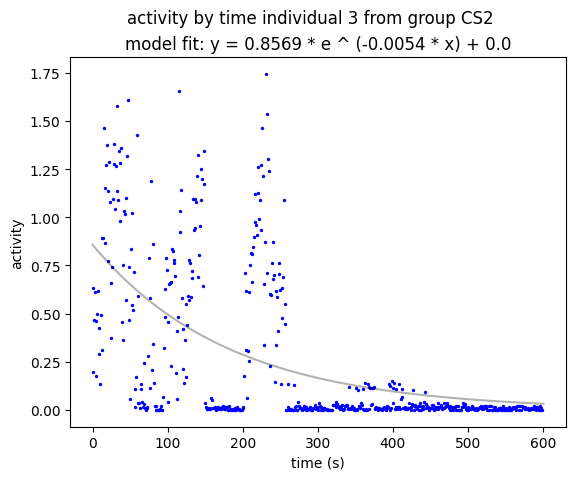 activity by time individual 3 from group CS2
model fit: y = 0.8569 * e ^ (-0.0054 * x) + 0.0
1.75
1.50
1.25
1.00
0.75
0.50
0.25
0.00
activity
0 100 200 300 400 500 600
time (s)